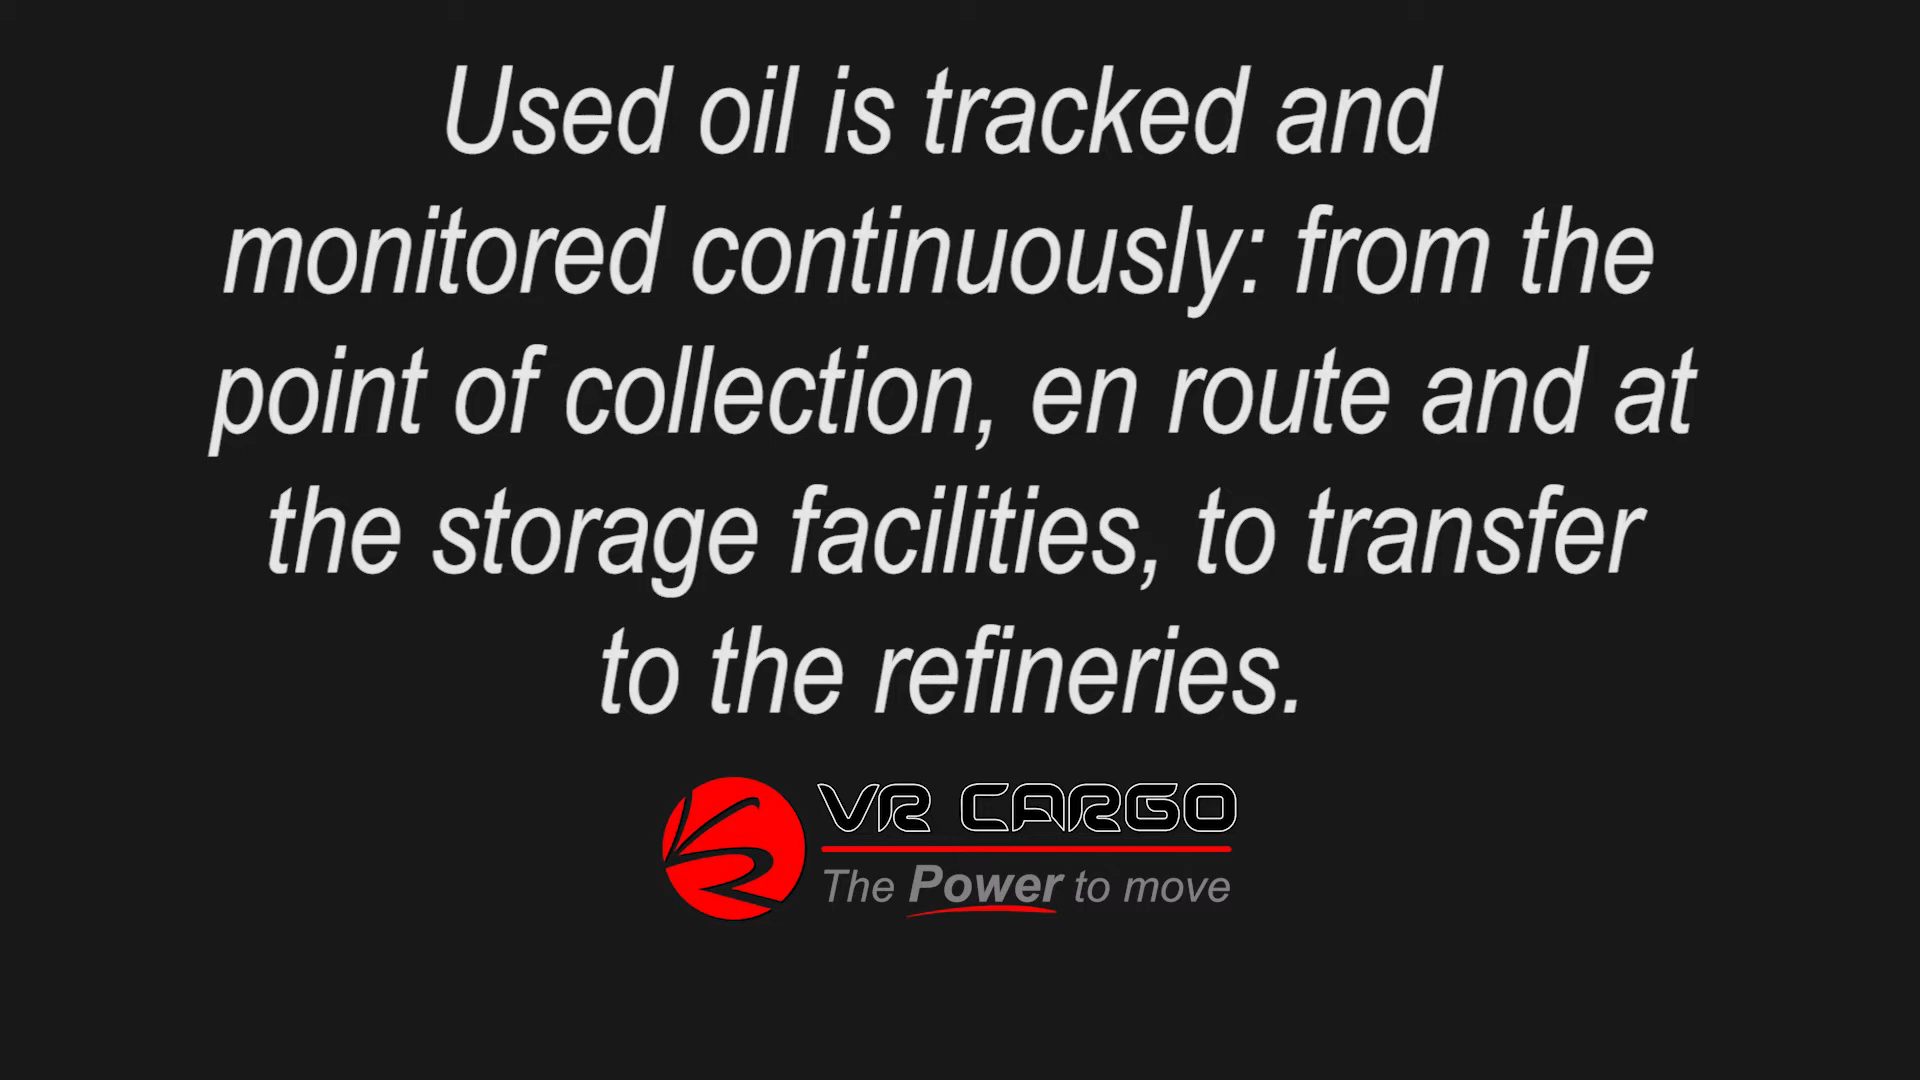 Used oil is tracked and
monitored continuously: from the
point of collection, en route and at
the storage facilities, to transfer
to the refineries.
VR CARGO
The Power to move